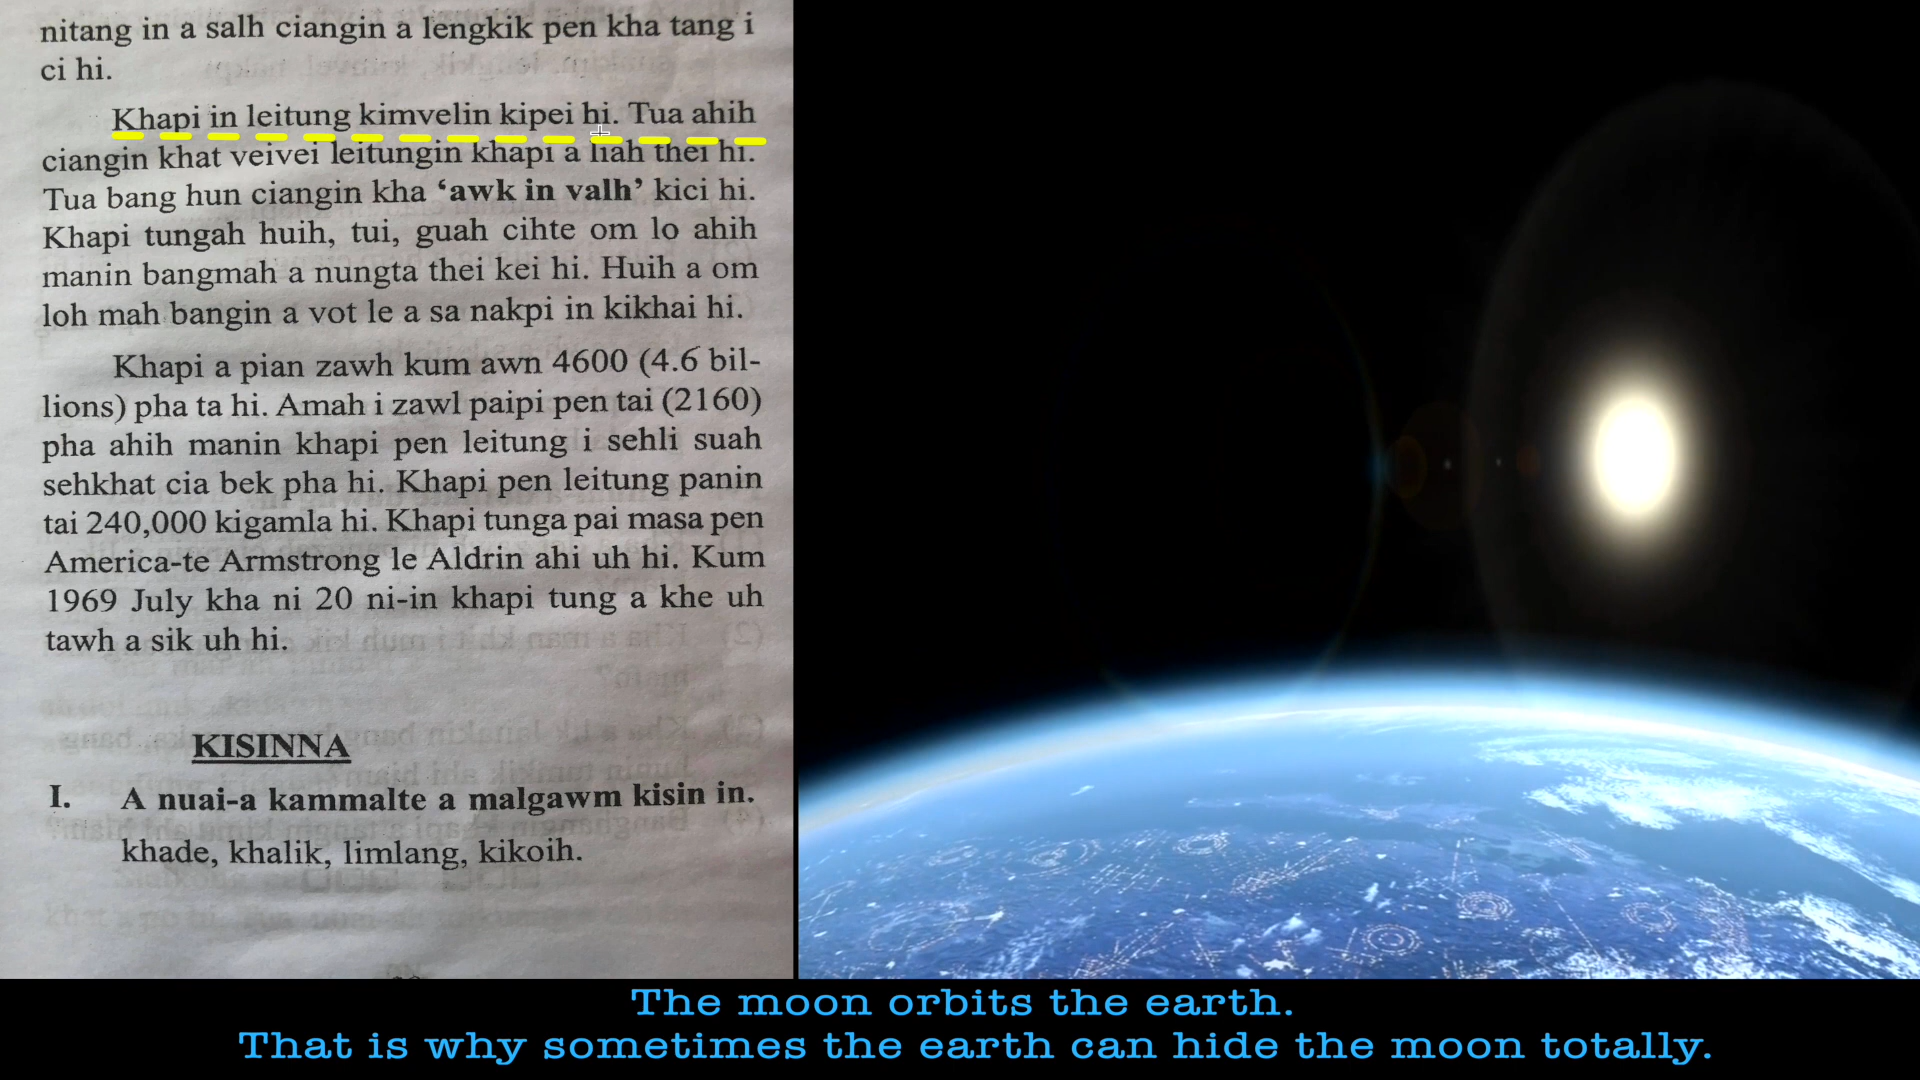 nitang in a salh ciangin a lengkik pen kha tang i
ci hi.
Khapi in leitung kimvelin kipei hi. Tua ahih
ciangin khat veivei leitungin khapi a liah thei hi.
Tua bang hun ciangin kha ‘awk in valh’ kici hi.
Khapi tungah huih, tui, guah cihte om lo ahih
manin bangmah a nungta thei kei hi. Huih a om
loh mah bangin a vot le a sa nakpi in kikhai hi.
Khapi a pian zawh kum awn 4600 (4.6 bil-
lions) pha ta hi. Amah i zawl paipi pen tai (2160)
pha ahih manin khapi pen leitung i sehli suah
sehkhat cia bek pha hi. Khapi pen leitung panin
tai 240,000 kigamla hi. Khapi tunga pai masa pen
America-te Armstrong le Aldrin ahi uh hi. Kum
1969 July kha ni 20 ni-in khapi tung a khe uh
tawh a sik uh hi.
KISINNA
I. A nuai-a kammalte a malgawm kisin in.
khade, khalik, limlang, kikoih.
The moon orbits the earth.
That is why sometimes the earth can hide the moon totally.